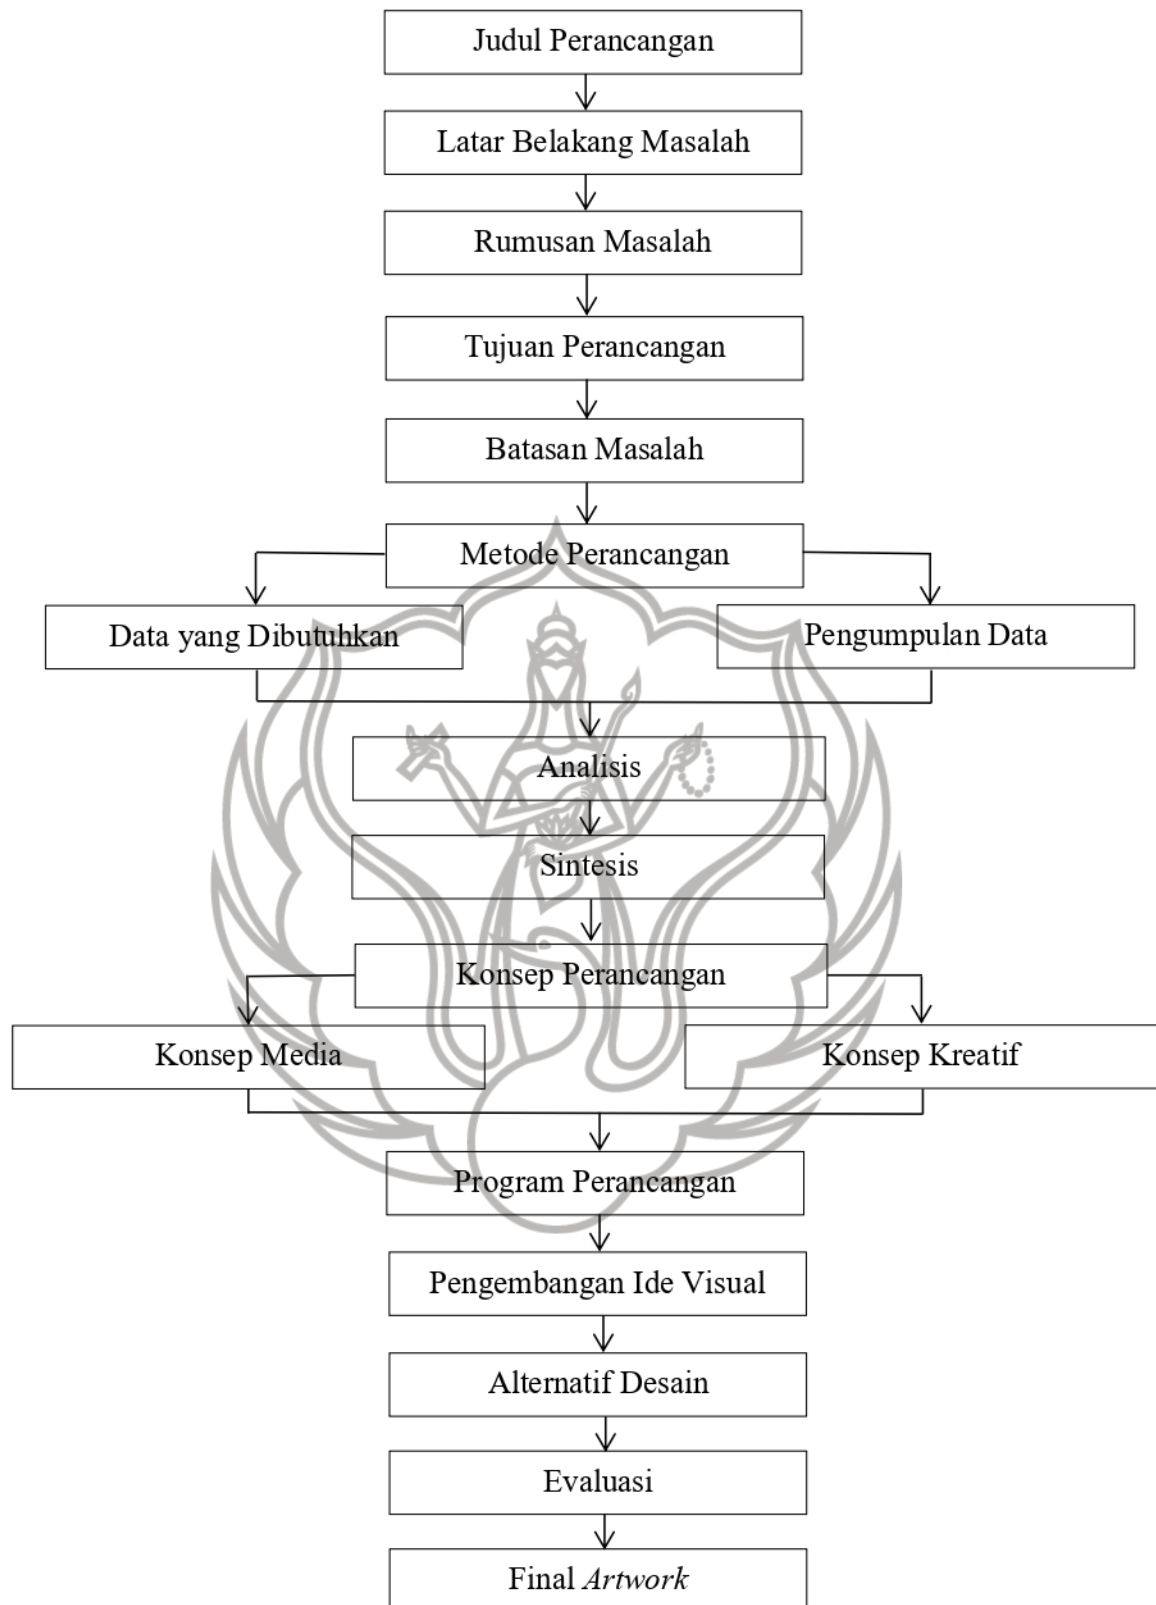 Judul Perancangan
Latar Belakang Masalah
Rumusan Masalah
Tujuan Perancangan
Batasan Masalah
Metode Perancangan
Data yang Dibutuhkan
Pengumpulan Data
Analisis
Sintesis
Konsep Perancangan
Konsep Media
Konsep Kreatif
Program Perancangan
Pengembangan Ide Visual
Alternatif Desain
Evaluasi
Final Artwork